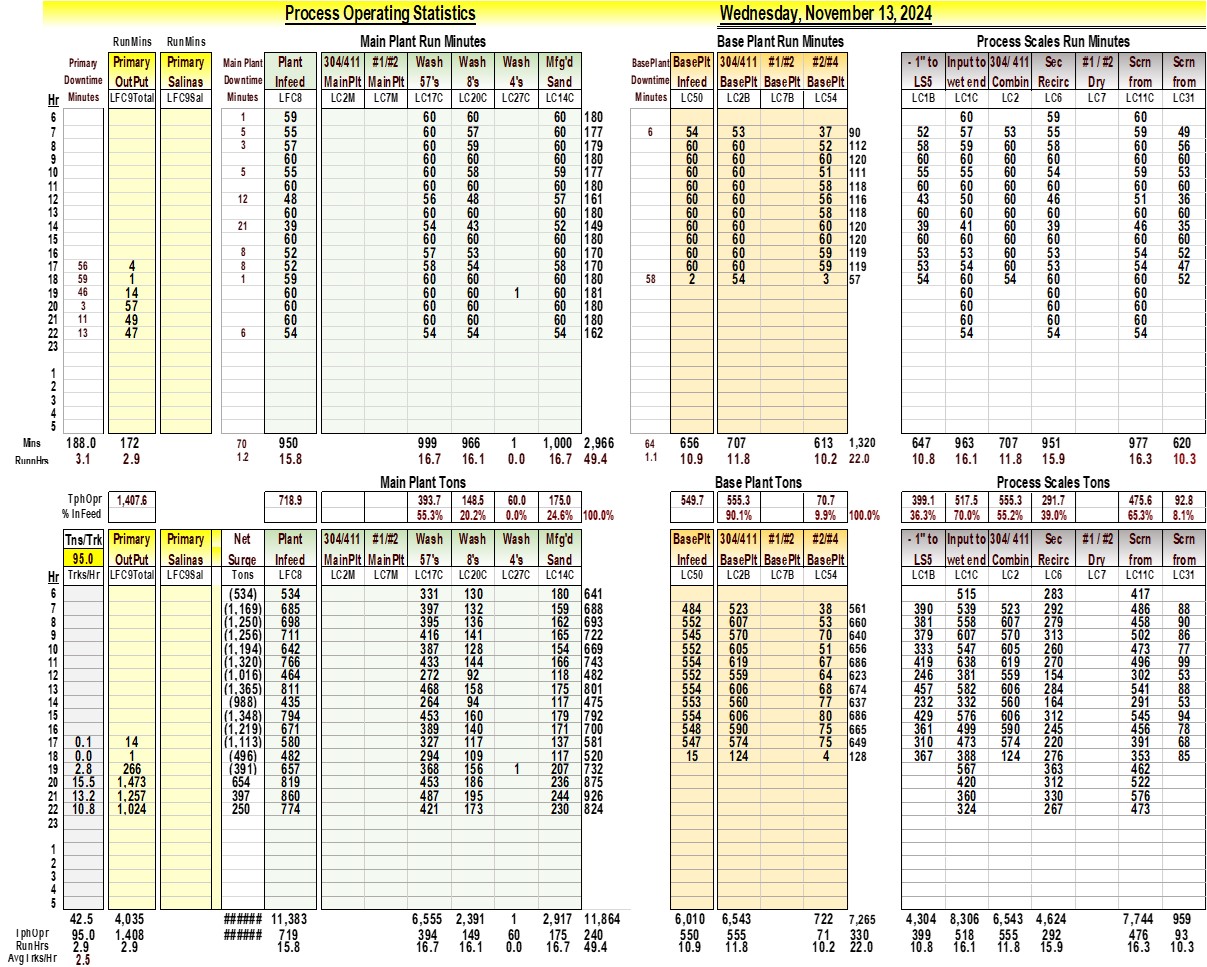 Process Operating Statistics Wednesday, November 13, 2024
RunMins RunMins Main Plant Run Minutes Base Plant Run Minutes Process Scales Run Minutes
Primary Primary Primary Main Plant Plant 304/411 #1/#2 Wash Wash Wash Mfg'd BasePlant BasePlt 304/411 #1/#2 #2/#4 - 1" to Input to 304/ 411 Sec #1 / #2 Scrn Scrn
Downtime OutPut Salinas Downtime Infeed MainPlt MainPlt 57's 8's 4's Sand Downtime Infeed BasePlt BasePlt BasePlt LS5 wet end Combin Recirc Dry from from
Hr Minutes LFC9Total LFC9Sal Minutes LFC8 LC2M LC7M LC17C LC20C LC27C LC14C Minutes LC50 LC2B LC7B LC54 LC1B LC1C LC2 LC6 LC7 LC11C LC31
6 1 59 60 60 60 180 60 59 60
7 5 55 60 57 60 177 6 54 53 37 90 52 57 53 55 59 49
8 3 57 60 59 60 179 60 60 52 112 58 59 60 58 60 56
9 60 60 60 60 180 60 60 60 120 60 60 60 60 60 60
10 5 55 60 58 59 177 60 60 51 111 55 55 60 54 59 53
11 60 60 60 60 180 60 60 58 118 60 60 60 60 60 60
12 12 48 56 48 57 161 60 60 56 116 43 50 60 46 51 36
13 60 60 60 60 180 60 60 58 118 60 60 60 60 60 60
14 21 39 54 43 52 149 60 60 60 120 39 41 60 39 46 35
15 60 60 60 60 180 60 60 60 120 60 60 60 60 60 60
16 8 52 57 53 60 170 60 60 59 119 53 54 60 53 54 52
17 56 4 8 52 58 54 58 170 60 60 59 119 53 54 60 53 54 47
18 59 1 1 59 60 60 60 180 58 2 54 3 57 54 60 54 60 60 52
19 46 14 60 60 60 1 60 181 60 60 60
20 3 57 60 60 60 60 180 60 60 60
21 11 49 60 60 60 60 180 60 60 60
22 13 47 6 54 54 54 54 162 54 54 54
23
1
2
3
4
5
Mins 188.0 172 70 950 999 966 1 1,000 2,966 64 656 707 613 1,320 647 963 707 951 977 620
RunnHrs 3.1 2.9 1.2 15.8 16.7 16.1 0.0 16.7 49.4 1.1 10.9 11.8 10.2 22.0 10.8 16.1 11.8 15.9 16.3 10.3
Main Plant Tons Base Plant Tons Process Scales Tons
TphOpr 1,407.6 718.9 393.7 148.5 60.0 175.0 549.7 555.3 70.7 399.1 517.5 555.3 291.7 475.6 92.8
% InFeed 55.3% 20.2% 0.0% 24.6% 100.0% 90.1% 9.9% 100.0% 36.3% 70.0% 55.2% 39.0% 65.3% 8.1%
Tns/Trk Primary Primary Net Plant 304/411 #1/#2 Wash Wash Wash Mfg'd BasePlt 304/411 #1/#2 #2/#4 - 1" to Input to 304/ 411 Sec #1 / #2 Scrn Scrn
95.0 OutPut Salinas Surge Infeed MainPlt MainPlt 57's 8's 4's Sand Infeed BasePlt BasePlt BasePlt LS5 wet end Combin Recirc Dry from from
Hr Trks/Hr LFC9Total LFC9Sal Tons LFC8 LC2M LC7M LC17C LC20C LC27C LC14C LC50 LC2B LC7B LC54 LC1B LC1C LC2 LC6 LC7 LC11C LC31
6 (534) 534 331 130 180 641 515 283 417
7 (1,169) 685 397 132 159 688 484 523 38 561 390 539 523 292 486 88
8 (1,250) 698 395 136 162 693 552 607 53 660 381 558 607 279 458 90
9 (1,256) 711 416 141 165 722 545 570 70 640 379 607 570 313 502 86
10 (1,194) 642 387 128 154 669 552 605 51 656 333 547 605 260 473 77
11 (1,320) 766 433 144 166 743 554 619 67 686 419 638 619 270 496 99
12 (1,016) 464 272 92 118 482 552 559 64 623 246 381 559 154 302 53
13 (1,365) 811 468 158 175 801 554 606 68 674 457 582 606 284 541 88
14 (988) 435 264 94 117 475 553 560 77 637 232 332 560 164 291 53
15 (1,348) 794 453 160 179 792 554 606 80 686 429 576 606 312 545 94
16 (1,219) 671 389 140 171 700 548 590 75 665 361 499 590 245 456 78
17 0.1 14 (1,113) 580 327 117 137 581 547 574 75 649 310 473 574 220 391 68
18 0.0 1 (496) 482 294 109 117 520 15 124 4 128 367 388 124 276 353 85
19 2.8 266 (391) 657 368 156 1 207 732 567 363 462
20 15.5 1,473 654 819 453 186 236 875 420 312 522
21 13.2 1,257 397 860 487 195 244 926 360 330 576
22 10.8 1,024 250 774 421 173 230 824 324 267 473
23
1
2
3
4
5
42.5 4,035 ###### 11,383 6,555 2,391 1 2,917 11,864 6,010 6,543 722 7,265 4,304 8,306 6,543 4,624 7,744 959
TphOpr 95.0 1,408 ###### 719 394 149 60 175 240 550 555 71 330 399 518 555 292 476 93
RunHrs 2.9 2.9 15.8 16.7 16.1 0.0 16.7 49.4 10.9 11.8 10.2 22.0 10.8 16.1 11.8 15.9 16.3 10.3
AvgTrks/Hr 2.5